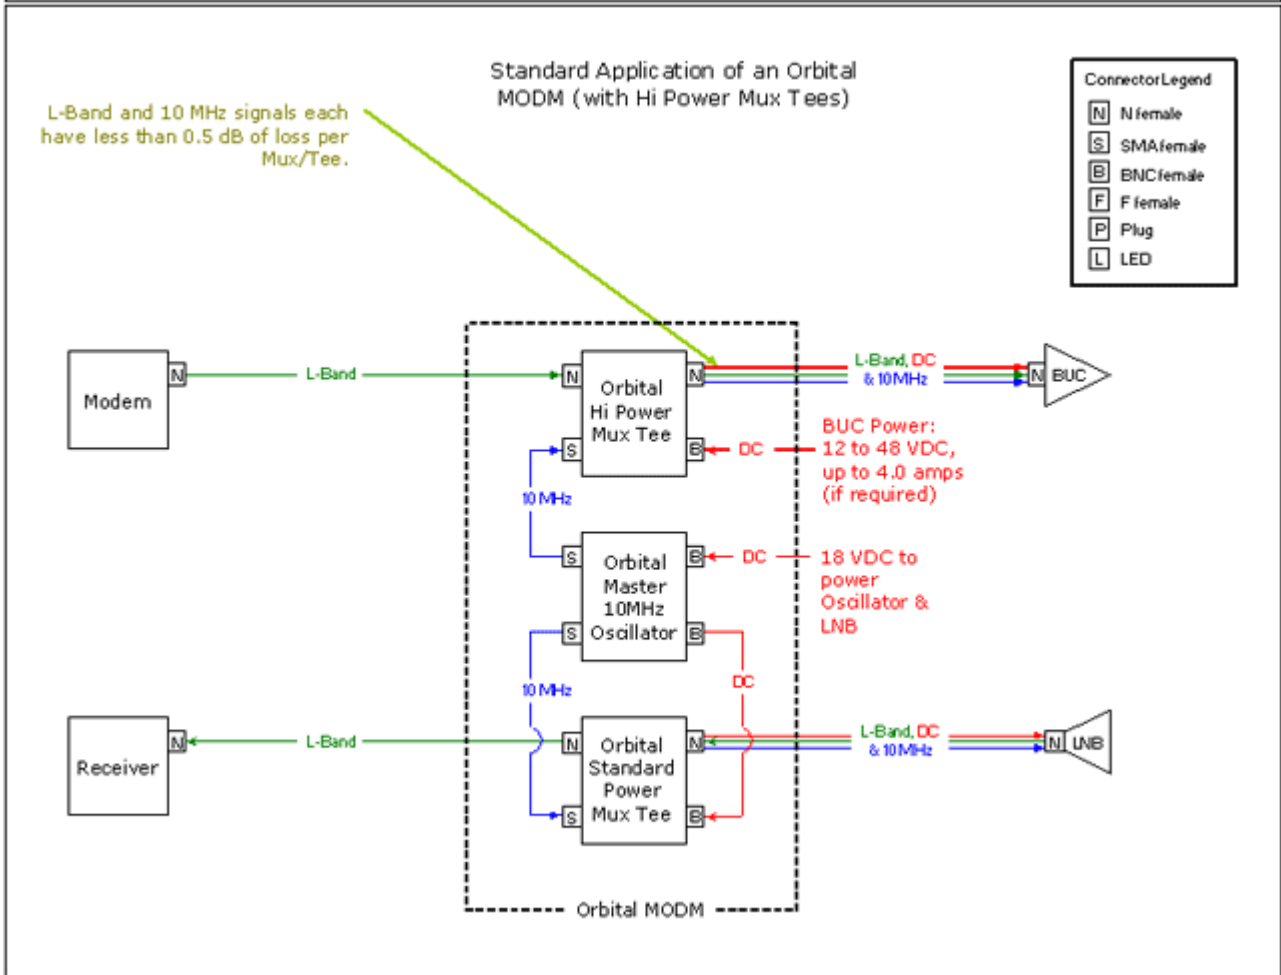 Standard Application of an Orbital
MODM (with Hi Power Mux Tees)
L-Band and 10 MHz signals each
have less than 0.5 dB of loss per
Mux/Tee.
Connector Legend
N N female
S SMA female
B BNC female
F F female
P Plug
L LED
Modem
N
L-Band
N
Orbital
Hi Power
Mux Tee
N
S
B
L-Band, DC
& 10MHz
N
BUC
DC
BUC Power:
12 to 48 VDC,
up to 4.0 amps
(if required)
10 MHz
S
Orbital
Master
10MHz
Oscillator
B
S
B
DC
18 VDC to
power
Oscillator &
LNB
10 MHz
DC
Receiver
N
L-Band
N
Orbital
Standard
Power
Mux Tee
N
S
B
L-Band, DC
& 10MHz
N
LNB
Orbital MODM